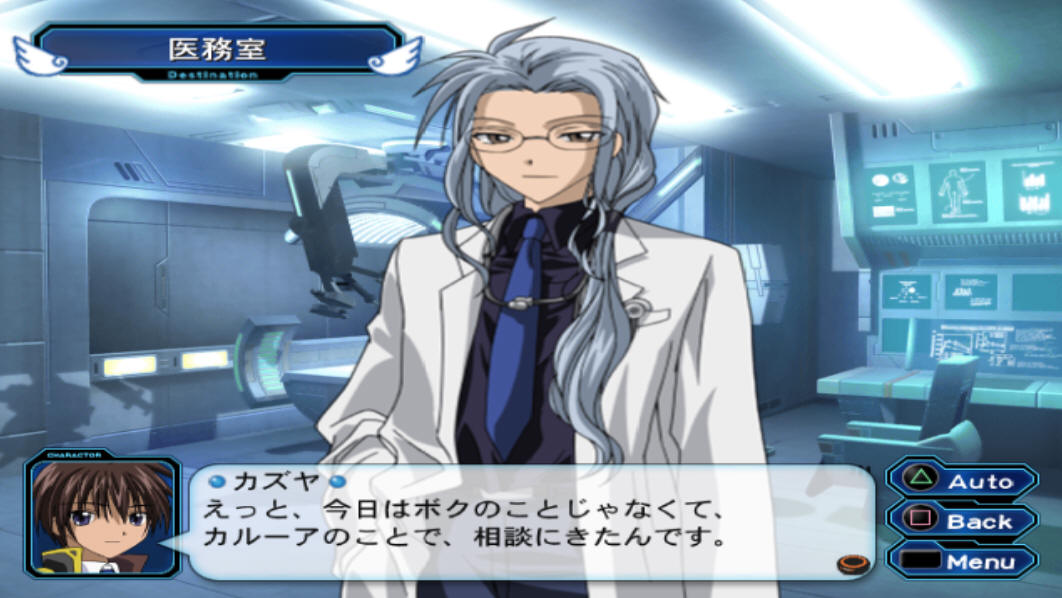 医務室
Destination
CHARACTOR
カズヤ
えっと、今日はボクのことじゃなくて、
カルーアのことで、相談にきたんです。
Auto
Back
Menu